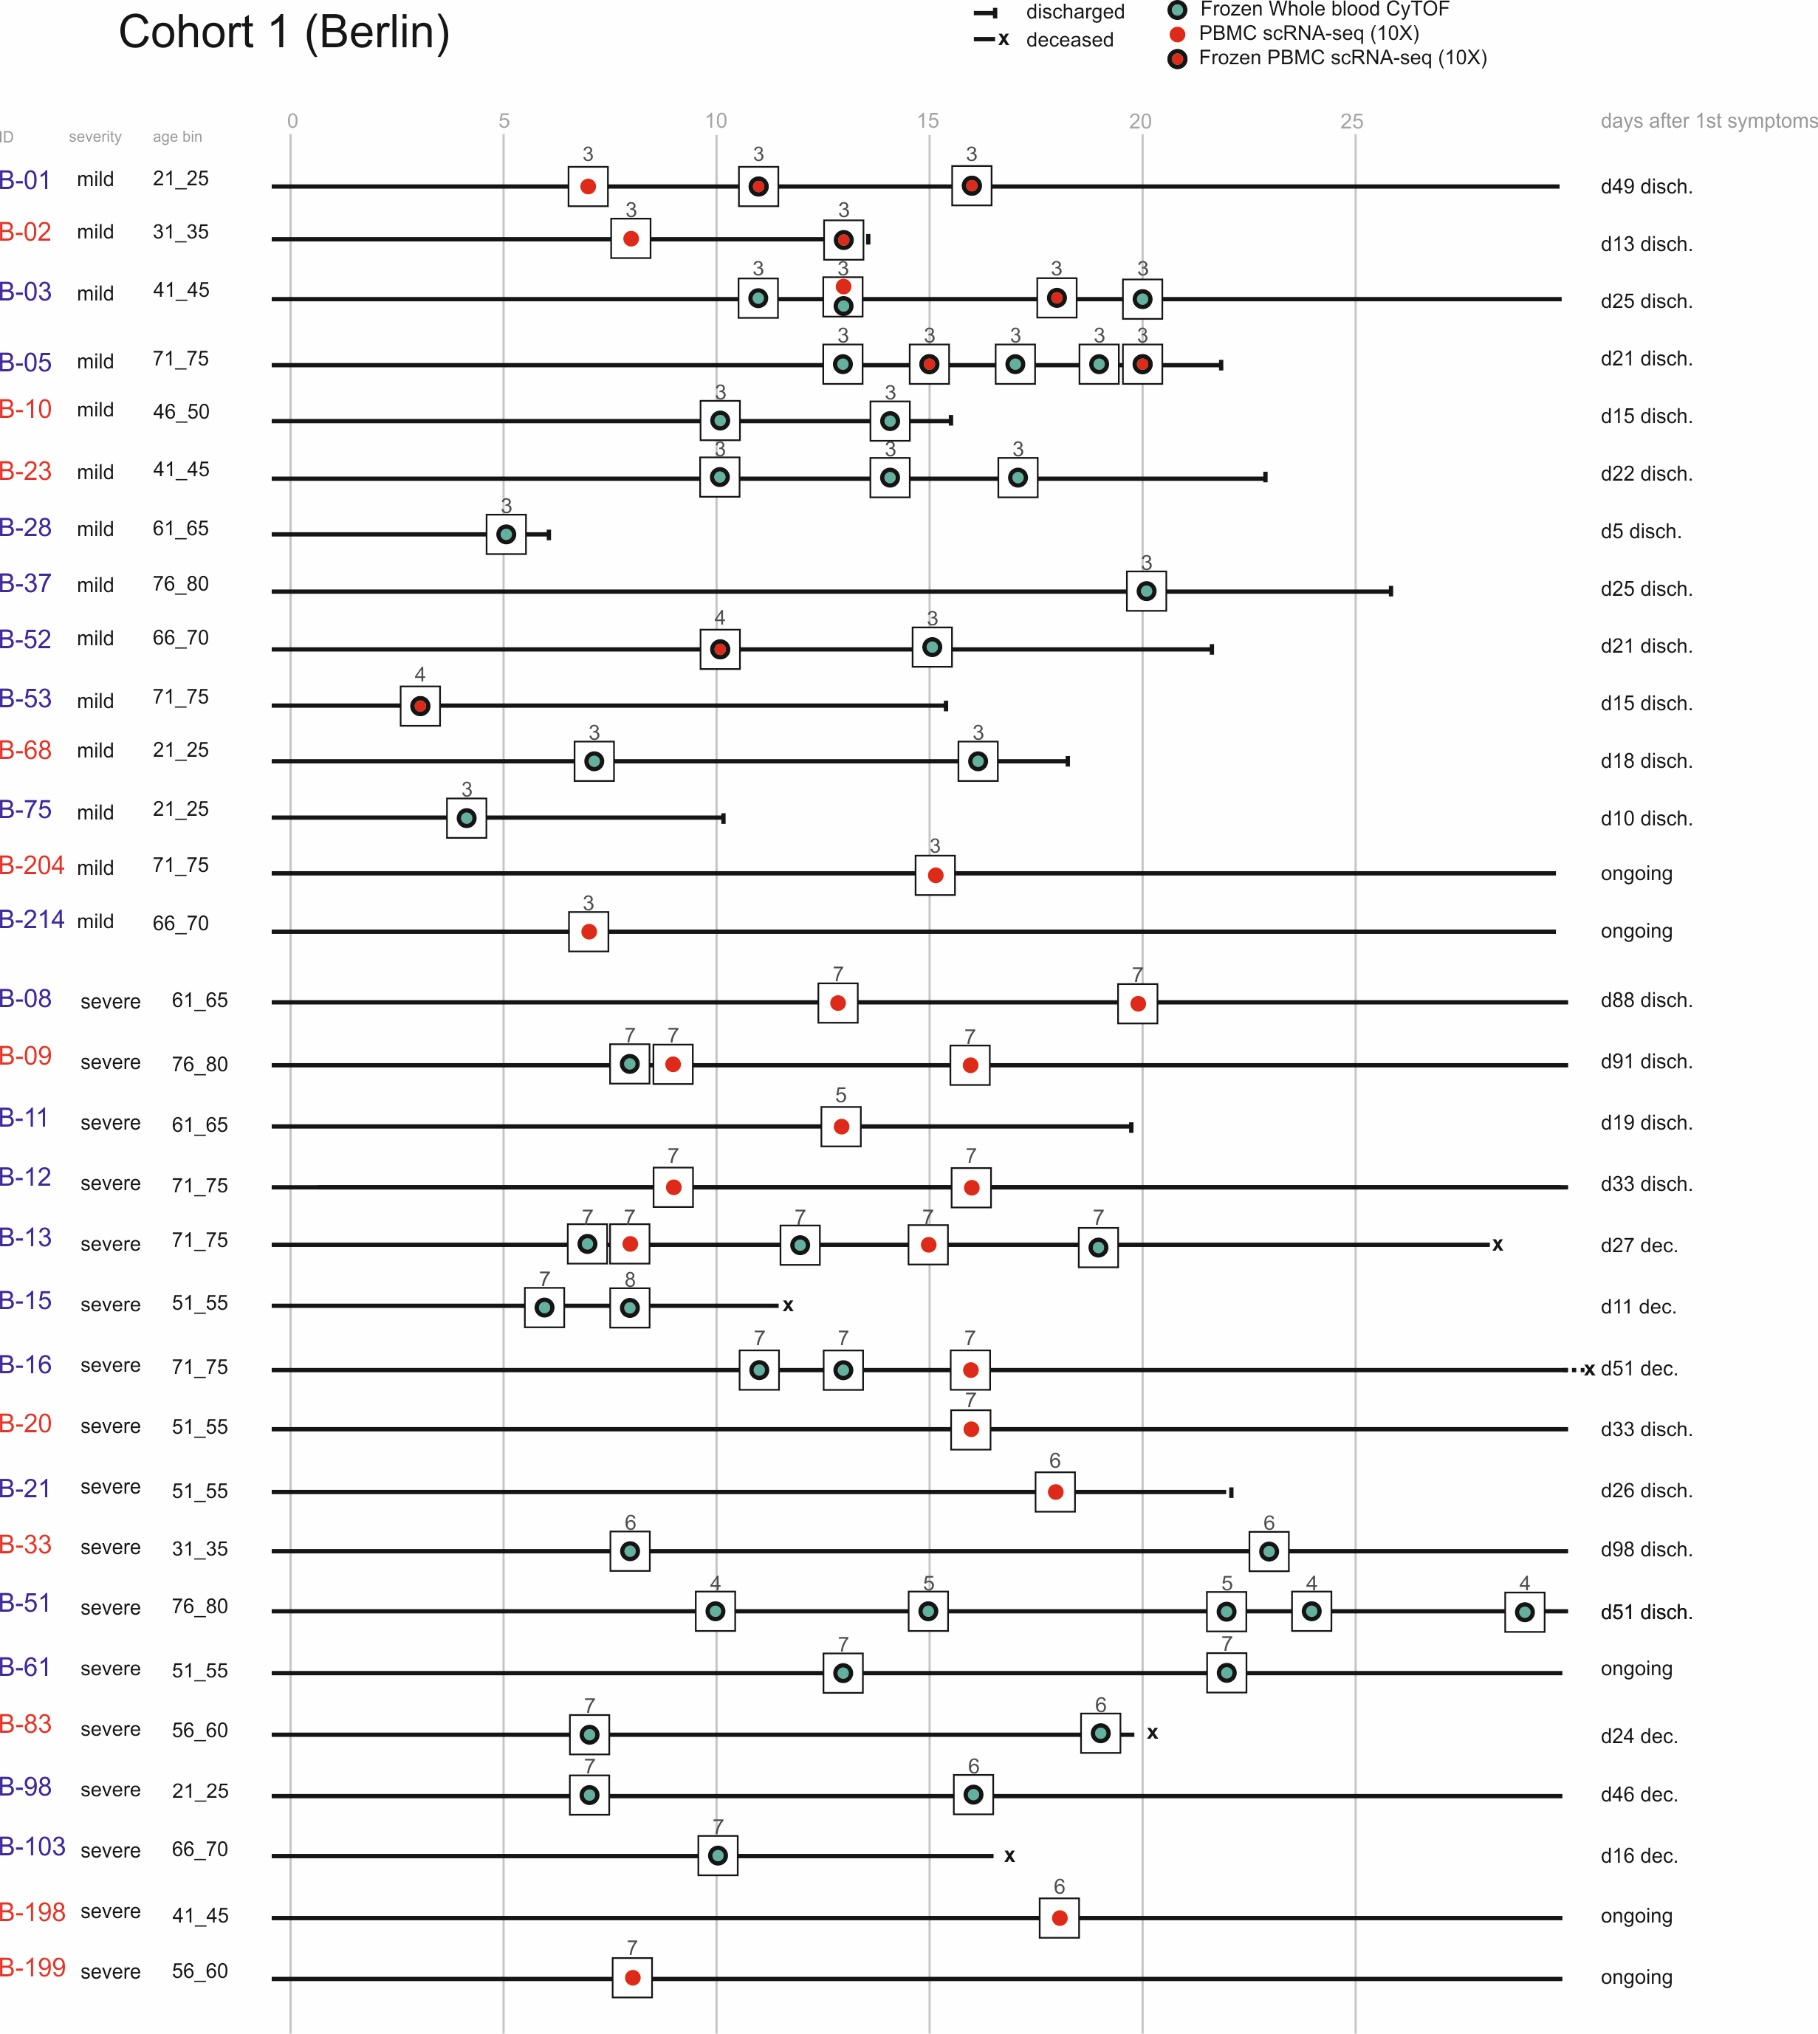 Cohort 1 (Berlin)
discharged
x deceased
Frozen Whole blood CyTOF
PBMC scRNA-seq (10X)
Frozen PBMC scRNA-seq (10X)
0 5 10 15 20 25 days after 1st symptoms
ID severity age bin
3 3 3
B-01 mild 21_25 d49 disch.
3 3
B-02 mild 31_35 d13 disch.
3 3 3 3
B-03 mild 41_45 d25 disch.
3 3 3 3 3
B-05 mild 71_75 d21 disch.
3 3
B-10 mild 46_50 d15 disch.
3 3 3
B-23 mild 41_45 d22 disch.
3
B-28 mild 61_65 d5 disch.
3
B-37 mild 76_80 d25 disch.
4 3
B-52 mild 66_70 d21 disch.
4
B-53 mild 71_75 d15 disch.
3 3
B-68 mild 21_25 d18 disch.
3
B-75 mild 21_25 d10 disch.
3
B-204 mild 71_75 ongoing
3
B-214 mild 66_70 ongoing
7 7
B-08 severe 61_65 d88 disch.
7 7 7
B-09 severe 76_80 d91 disch.
5
B-11 severe 61_65 d19 disch.
7 7
B-12 severe 71_75 d33 disch.
7 7 7 7 7
B-13 severe 71_75 x d27 dec.
7 8
B-15 severe 51_55 x d11 dec.
7 7 7
B-16 severe 71_75 x d51 dec.
7
B-20 severe 51_55 d33 disch.
6
B-21 severe 51_55 d26 disch.
6 6
B-33 severe 31_35 d98 disch.
4 5 5 4 4
B-51 severe 76_80 d51 disch.
7 7
B-61 severe 51_55 ongoing
7 6
B-83 severe 56_60 x d24 dec.
7 6
B-98 severe 21_25 d46 dec.
7
B-103 severe 66_70 x d16 dec.
6
B-198 severe 41_45 ongoing
7
B-199 severe 56_60 ongoing